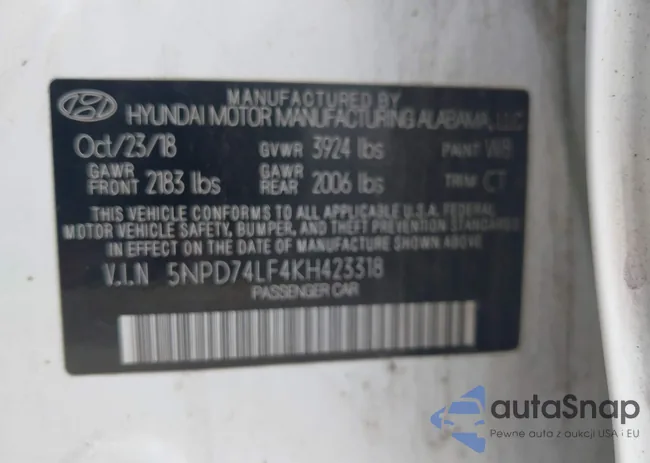 MANUFACTURED BY
HYUNDAI MOTOR MANUFACTURING ALABAMA, LLC
Oct/23/18 GVWR 3924 lbs PAINT WB
GAWR FRONT 2183 lbs GAWR REAR 2006 lbs TRIM CT
THIS VEHICLE CONFORMS TO ALL APPLICABLE U.S.A. FEDERAL
MOTOR VEHICLE SAFETY, BUMPER, AND THEFT PREVENTION STANDARDS
IN EFFECT ON THE DATE OF MANUFACTURE SHOWN ABOVE.
V.I.N 5NPD74LF4KH423318
PASSENGER CAR
autoSnap
Pewne auta z aukcji USA i EU